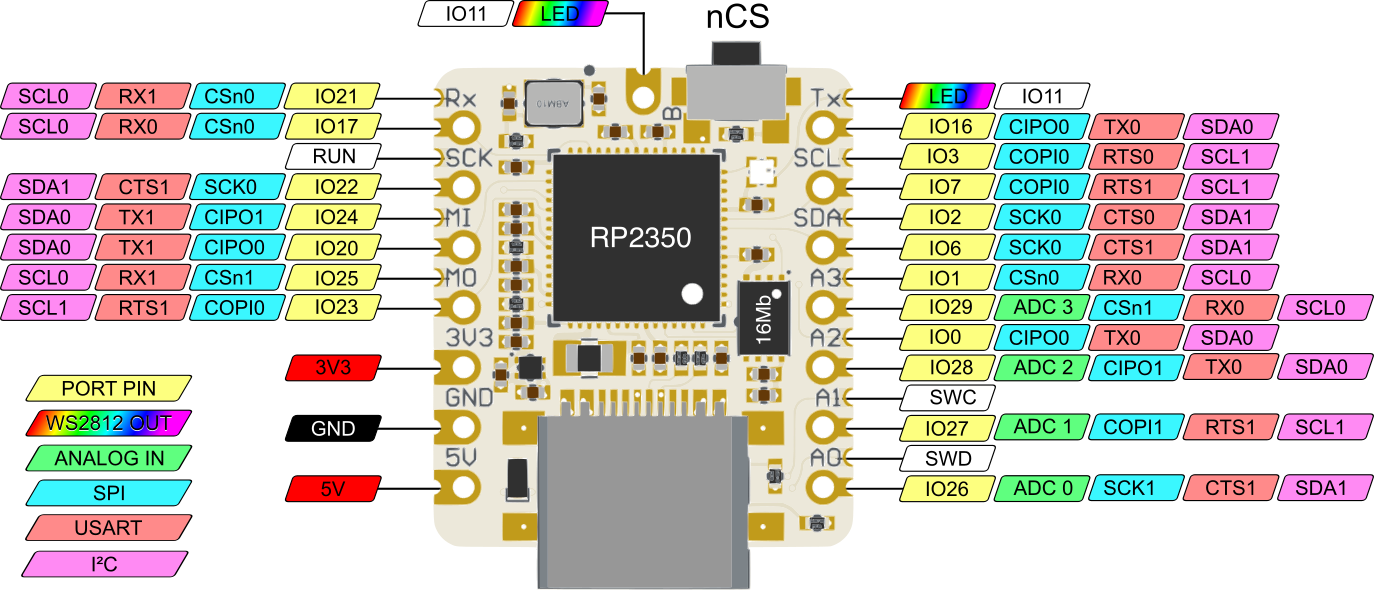 IO11 LED nCS
SCL0 RX1 CSn0 IO21 Rx ABM10 B Tx LED IO11
SCL0 RX0 CSn0 IO17 IO16 CIPO0 TX0 SDA0
RUN SCK SCL IO3 COPI0 RTS0 SCL1
SDA1 CTS1 SCK0 IO22 IO7 COPI0 RTS1 SCL1
SDA0 TX1 CIPO1 IO24 MI SDA IO2 SCK0 CTS0 SDA1
SDA0 TX1 CIPO0 IO20 RP2350 IO6 SCK0 CTS1 SDA1
SCL0 RX1 CSn1 IO25 MO A3 IO1 CSn0 RX0 SCL0
SCL1 RTS1 COPI0 IO23 16Mb IO29 ADC 3 CSn1 RX0 SCL0
3V3 A2 IO0 CIPO0 TX0 SDA0
3V3 IO28 ADC 2 CIPO1 TX0 SDA0
GND A1 SWC
GND IO27 ADC 1 COPI1 RTS1 SCL1
5V A0 SWD
5V IO26 ADC 0 SCK1 CTS1 SDA1
PORT PIN
WS2812 OUT
ANALOG IN
SPI
USART
I²C